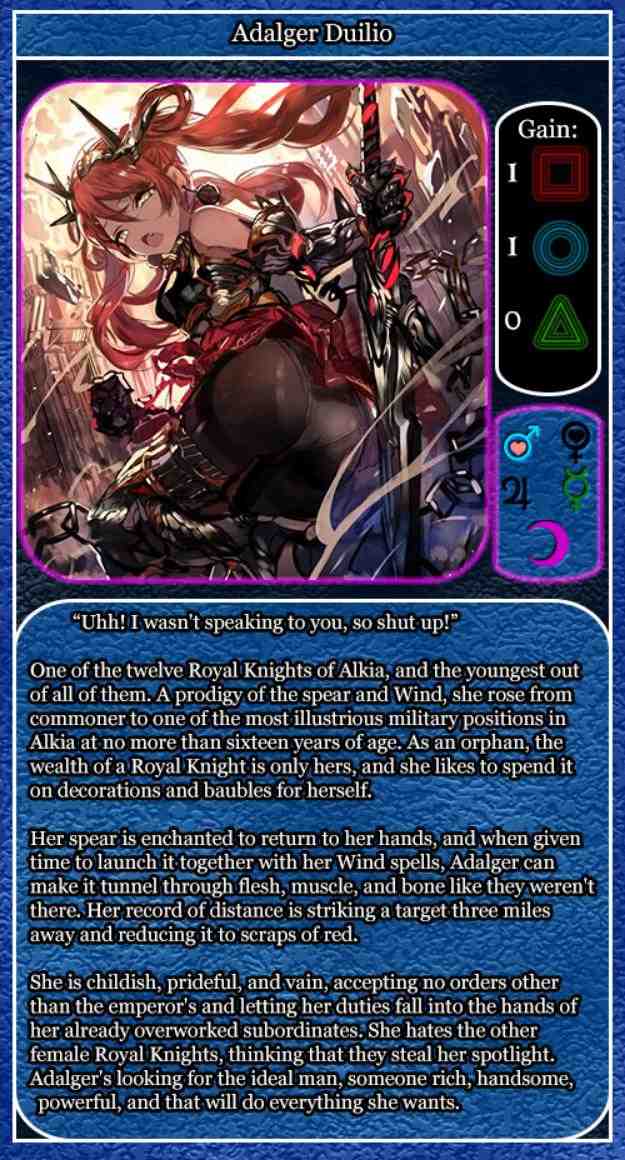 Adalger Duilio
Gain:
1
1
0
“Uhh! I wasn't speaking to you, so shut up!”
One of the twelve Royal Knights of Alkia, and the youngest out
of all of them. A prodigy of the spear and Wind, she rose from
commoner to one of the most illustrious military positions in
Alkia at no more than sixteen years of age. As an orphan, the
wealth of a Royal Knight is only hers, and she likes to spend it
on decorations and baubles for herself.
Her spear is enchanted to return to her hands, and when given
time to launch it together with her Wind spells, Adalger can
make it tunnel through flesh, muscle, and bone like they weren't
there. Her record of distance is striking a target three miles
away and reducing it to scraps of red.
She is childish, prideful, and vain, accepting no orders other
than the emperor's and letting her duties fall into the hands of
her already overworked subordinates. She hates the other
female Royal Knights, thinking that they steal her spotlight.
Adalger's looking for the ideal man, someone rich, handsome,
powerful, and that will do everything she wants.